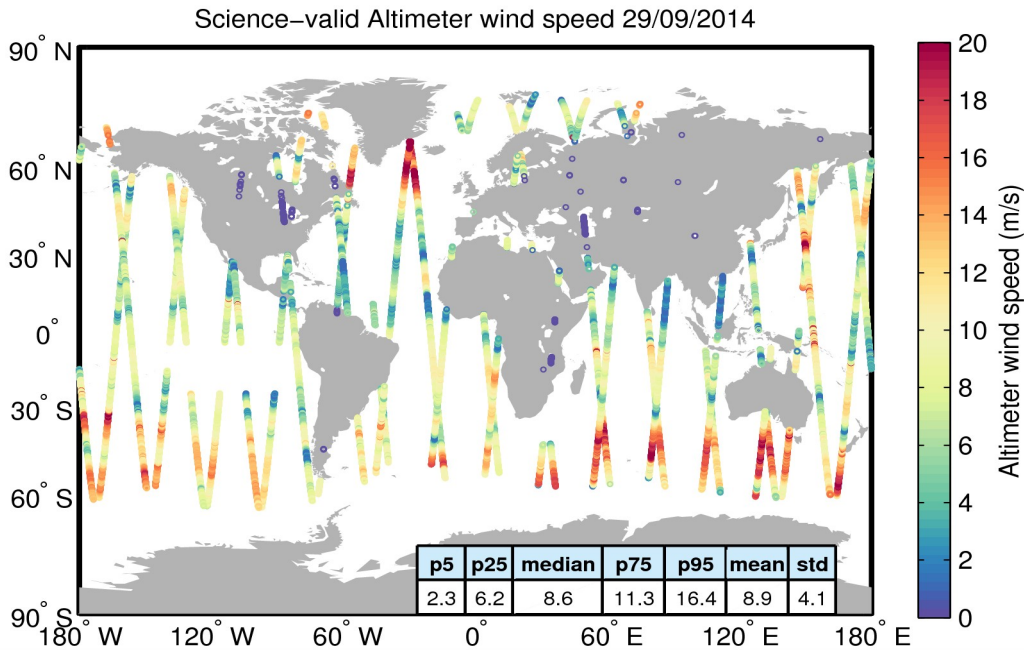 Science−valid Altimeter wind speed 29/09/2014
90° N
60° N
30° N
0°
30° S
60° S
90° S
180° W
120° W
60° W
0°
60° E
120° E
180° E
p5 p25 median p75 p95 mean std
2.3 6.2 8.6 11.3 16.4 8.9 4.1
20
18
16
14
12
10
8
6
4
2
0
Altimeter wind speed (m/s)